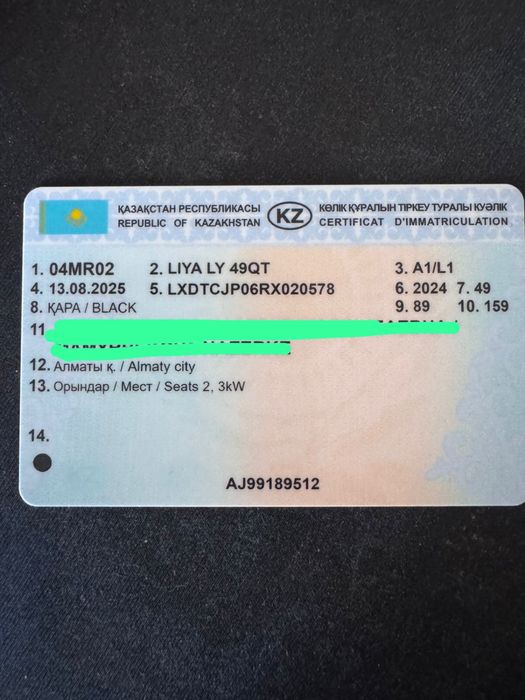 ҚАЗАҚСТАН РЕСПУБЛИКАСЫ
REPUBLIC OF KAZAKHSTAN
KZ
КӨЛІК ҚҰРАЛЫН ТІРКЕУ ТУРАЛЫ КУӘЛІК
CERTIFICAT D'IMMATRICULATION
1. 04MR02 2. LIYA LY 49QT 3. A1/L1
4. 13.08.2025 5. LXDTCJP06RX020578 6. 2024 7. 49
8. ҚАРА / BLACK 9. 89 10. 159
11
12. Алматы қ. / Almaty city
13. Орындар / Мест / Seats 2, 3kW
14.
AJ99189512